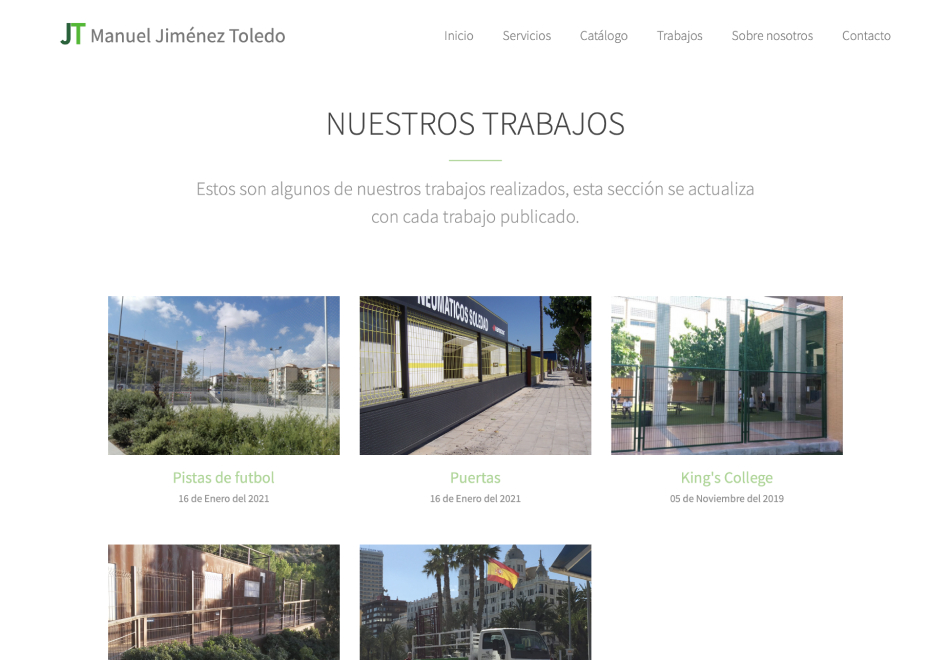 JT Manuel Jiménez Toledo
Inicio Servicios Catálogo Trabajos Sobre nosotros Contacto
NUESTROS TRABAJOS
Estos son algunos de nuestros trabajos realizados, esta sección se actualiza
con cada trabajo publicado.
NEUMÁTICOS SOLEDAD
Pistas de futbol Puertas King's College
16 de Enero del 2021 16 de Enero del 2021 05 de Noviembre del 2019